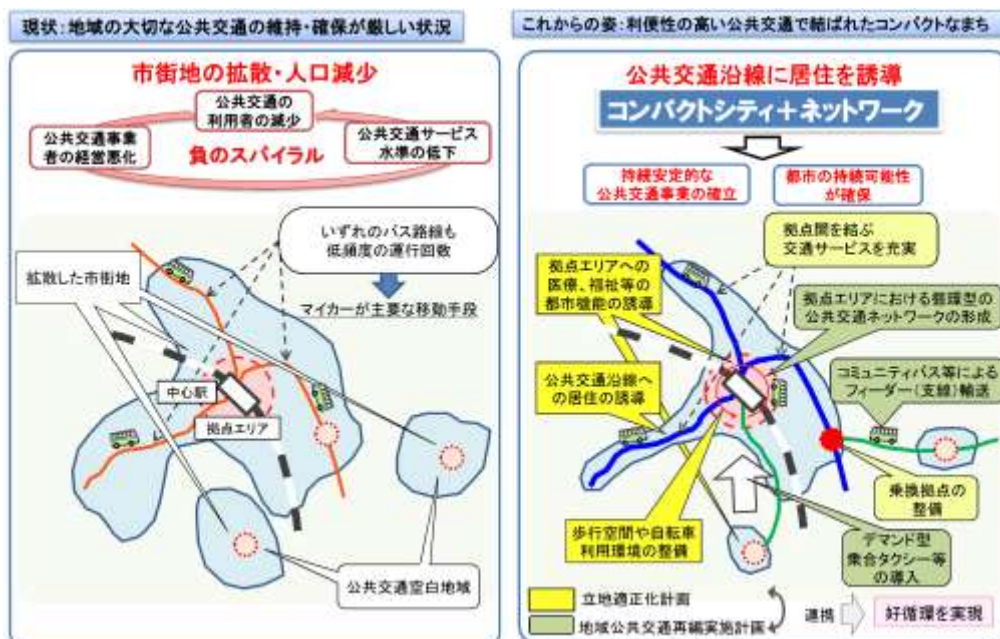 現状:地域の大切な公共交通の維持・確保が厳しい状況
市街地の拡散・人口減少
公共交通の
利用者の減少
公共交通事業
者の経営悪化
負のスパイラル
公共交通サービス
水準の低下
いずれのバス路線も
低頻度の運行回数
拡散した市街地
マイカーが主要な移動手段
中心駅
拠点エリア
公共交通空白地域
これからの姿:利便性の高い公共交通で結ばれたコンパクトなまち
公共交通沿線に居住を誘導
コンパクトシティ+ネットワーク
持続安定的な
公共交通事業の確立
都市の持続可能性
が確保
拠点間を結ぶ
交通サービスを充実
拠点エリアへの
医療、福祉等の
都市機能の誘導
拠点エリアにおける循環型の
公共交通ネットワークの形成
公共交通沿線へ
の居住の誘導
コミュニティバス等による
フィーダー(支線)輸送
乗換拠点の
整備
歩行空間や自転車
利用環境の整備
デマンド型
乗合タクシー等
の導入
立地適正化計画
地域公共交通再編実施計画
連携
好循環を実現